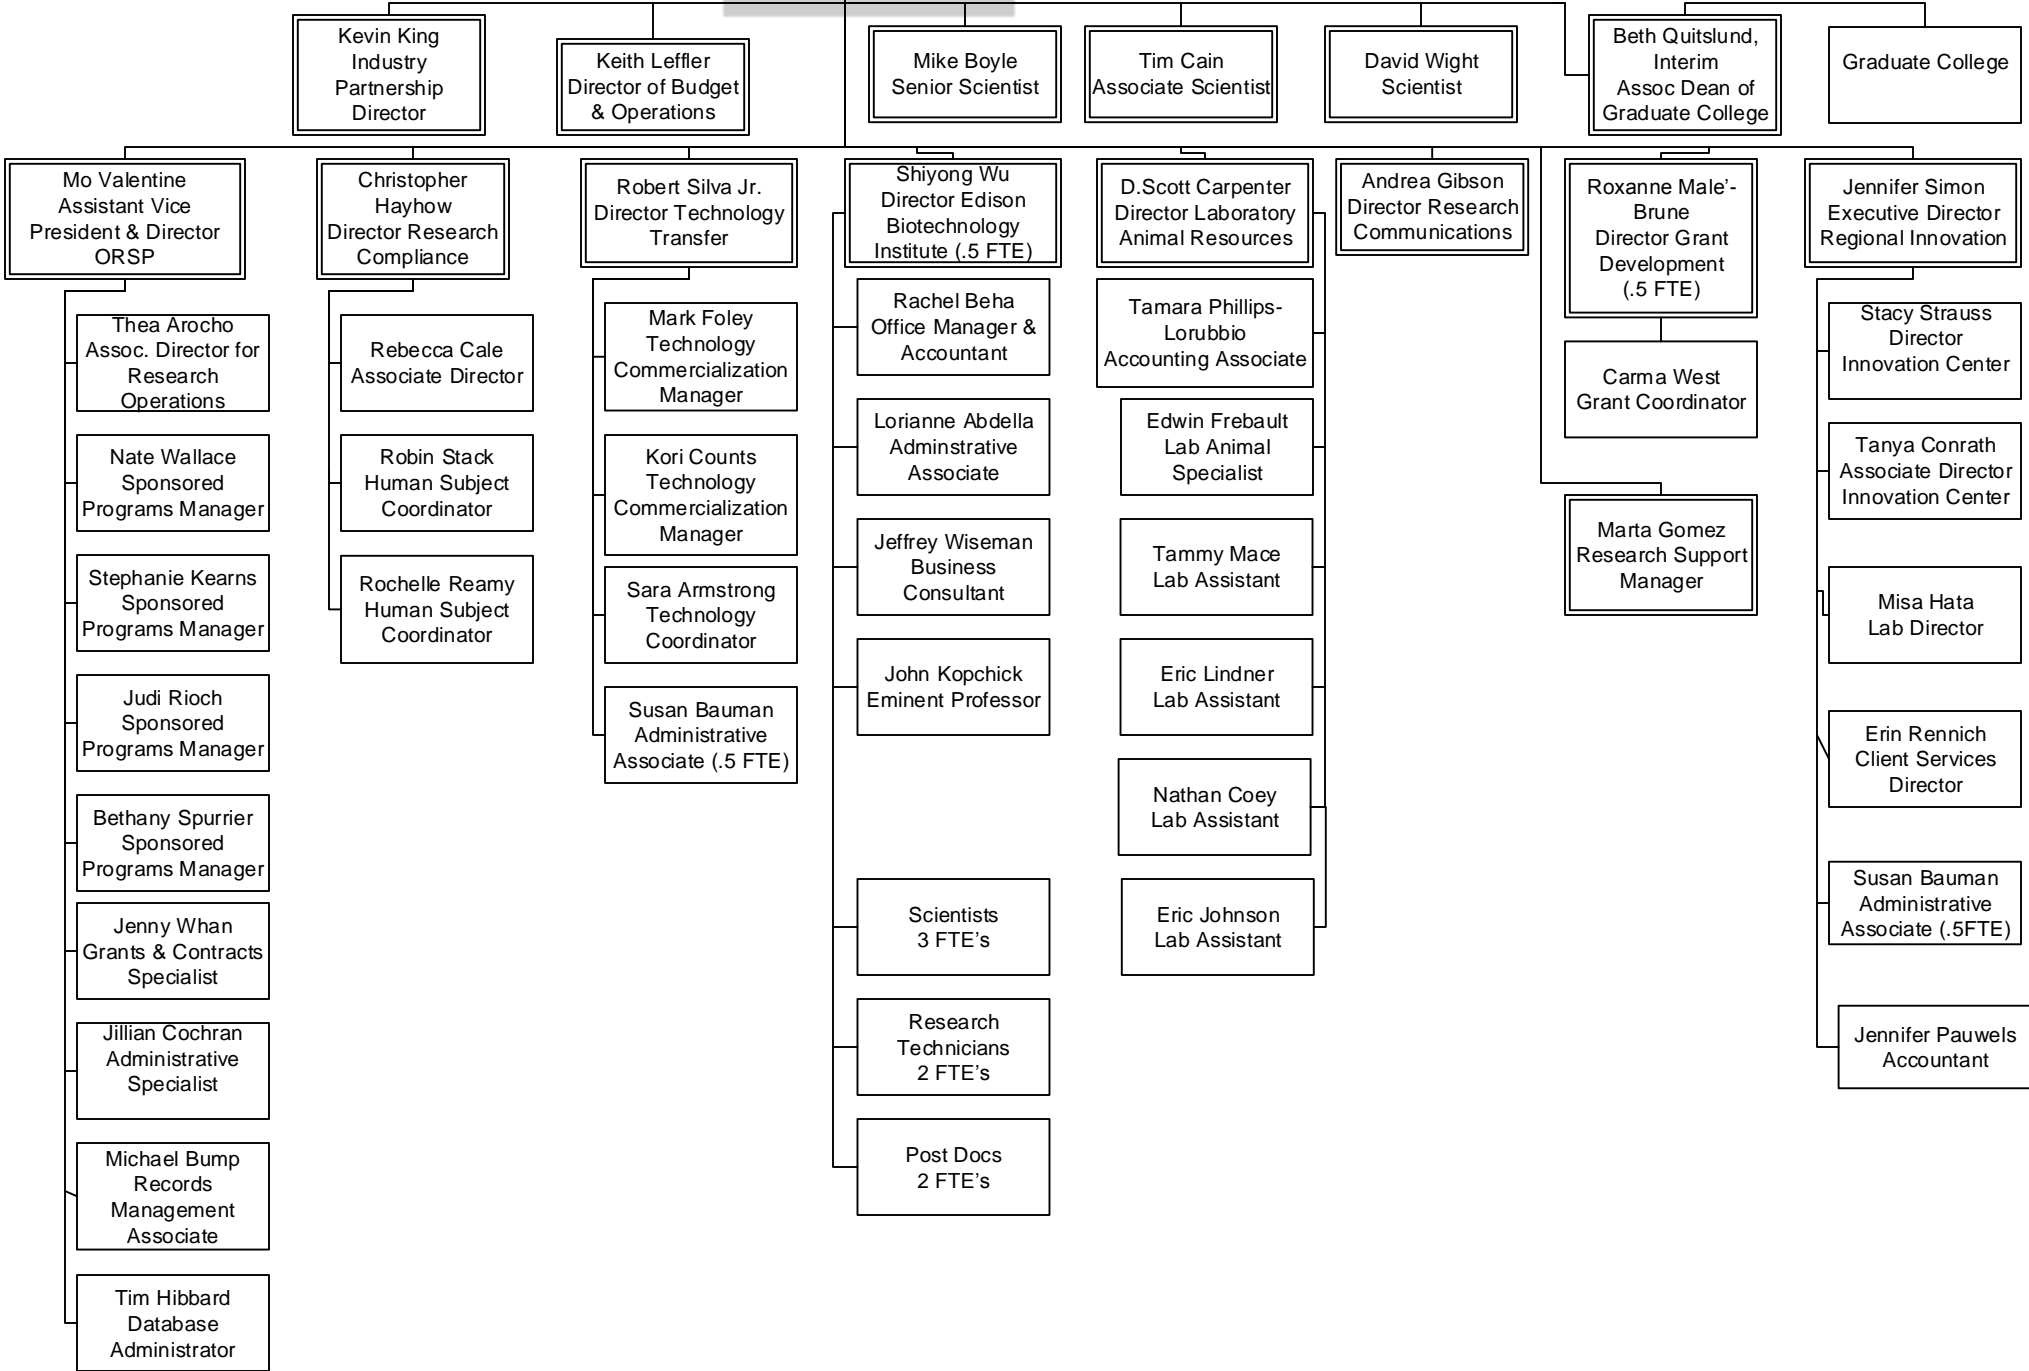 Kevin King
Industry
Partnership
Director
Keith Leffler
Director of Budget
& Operations
Mike Boyle
Senior Scientist
Tim Cain
Associate Scientist
David Wight
Scientist
Beth Quitslund,
Interim
Assoc Dean of
Graduate College
Graduate College
Mo Valentine
Assistant Vice
President & Director
ORSP
Christopher
Hayhow
Director Research
Compliance
Robert Silva Jr.
Director Technology
Transfer
Shiyong Wu
Director Edison
Biotechnology
Institute (.5 FTE)
D.Scott Carpenter
Director Laboratory
Animal Resources
Andrea Gibson
Director Research
Communications
Roxanne Male’-
Brune
Director Grant
Development
(.5 FTE)
Jennifer Simon
Executive Director
Regional Innovation
Thea Arocho
Assoc. Director for
Research
Operations
Nate Wallace
Sponsored
Programs Manager
Stephanie Kearns
Sponsored
Programs Manager
Judi Rioch
Sponsored
Programs Manager
Bethany Spurrier
Sponsored
Programs Manager
Jenny Whan
Grants & Contracts
Specialist
Jillian Cochran
Administrative
Specialist
Michael Bump
Records
Management
Associate
Tim Hibbard
Database
Administrator
Rebecca Cale
Associate Director
Robin Stack
Human Subject
Coordinator
Rochelle Reamy
Human Subject
Coordinator
Mark Foley
Technology
Commercialization
Manager
Kori Counts
Technology
Commercialization
Manager
Sara Armstrong
Technology
Coordinator
Susan Bauman
Administrative
Associate (.5 FTE)
Rachel Beha
Office Manager &
Accountant
Lorianne Abdella
Adminstrative
Associate
Jeffrey Wiseman
Business
Consultant
John Kopchick
Eminent Professor
Scientists
3 FTE’s
Research
Technicians
2 FTE’s
Post Docs
2 FTE’s
Tamara Phillips-
Lorubbio
Accounting Associate
Edwin Frebault
Lab Animal
Specialist
Tammy Mace
Lab Assistant
Eric Lindner
Lab Assistant
Nathan Coey
Lab Assistant
Eric Johnson
Lab Assistant
Carma West
Grant Coordinator
Marta Gomez
Research Support
Manager
Stacy Strauss
Director
Innovation Center
Tanya Conrath
Associate Director
Innovation Center
Misa Hata
Lab Director
Erin Rennich
Client Services
Director
Susan Bauman
Administrative
Associate (.5FTE)
Jennifer Pauwels
Accountant